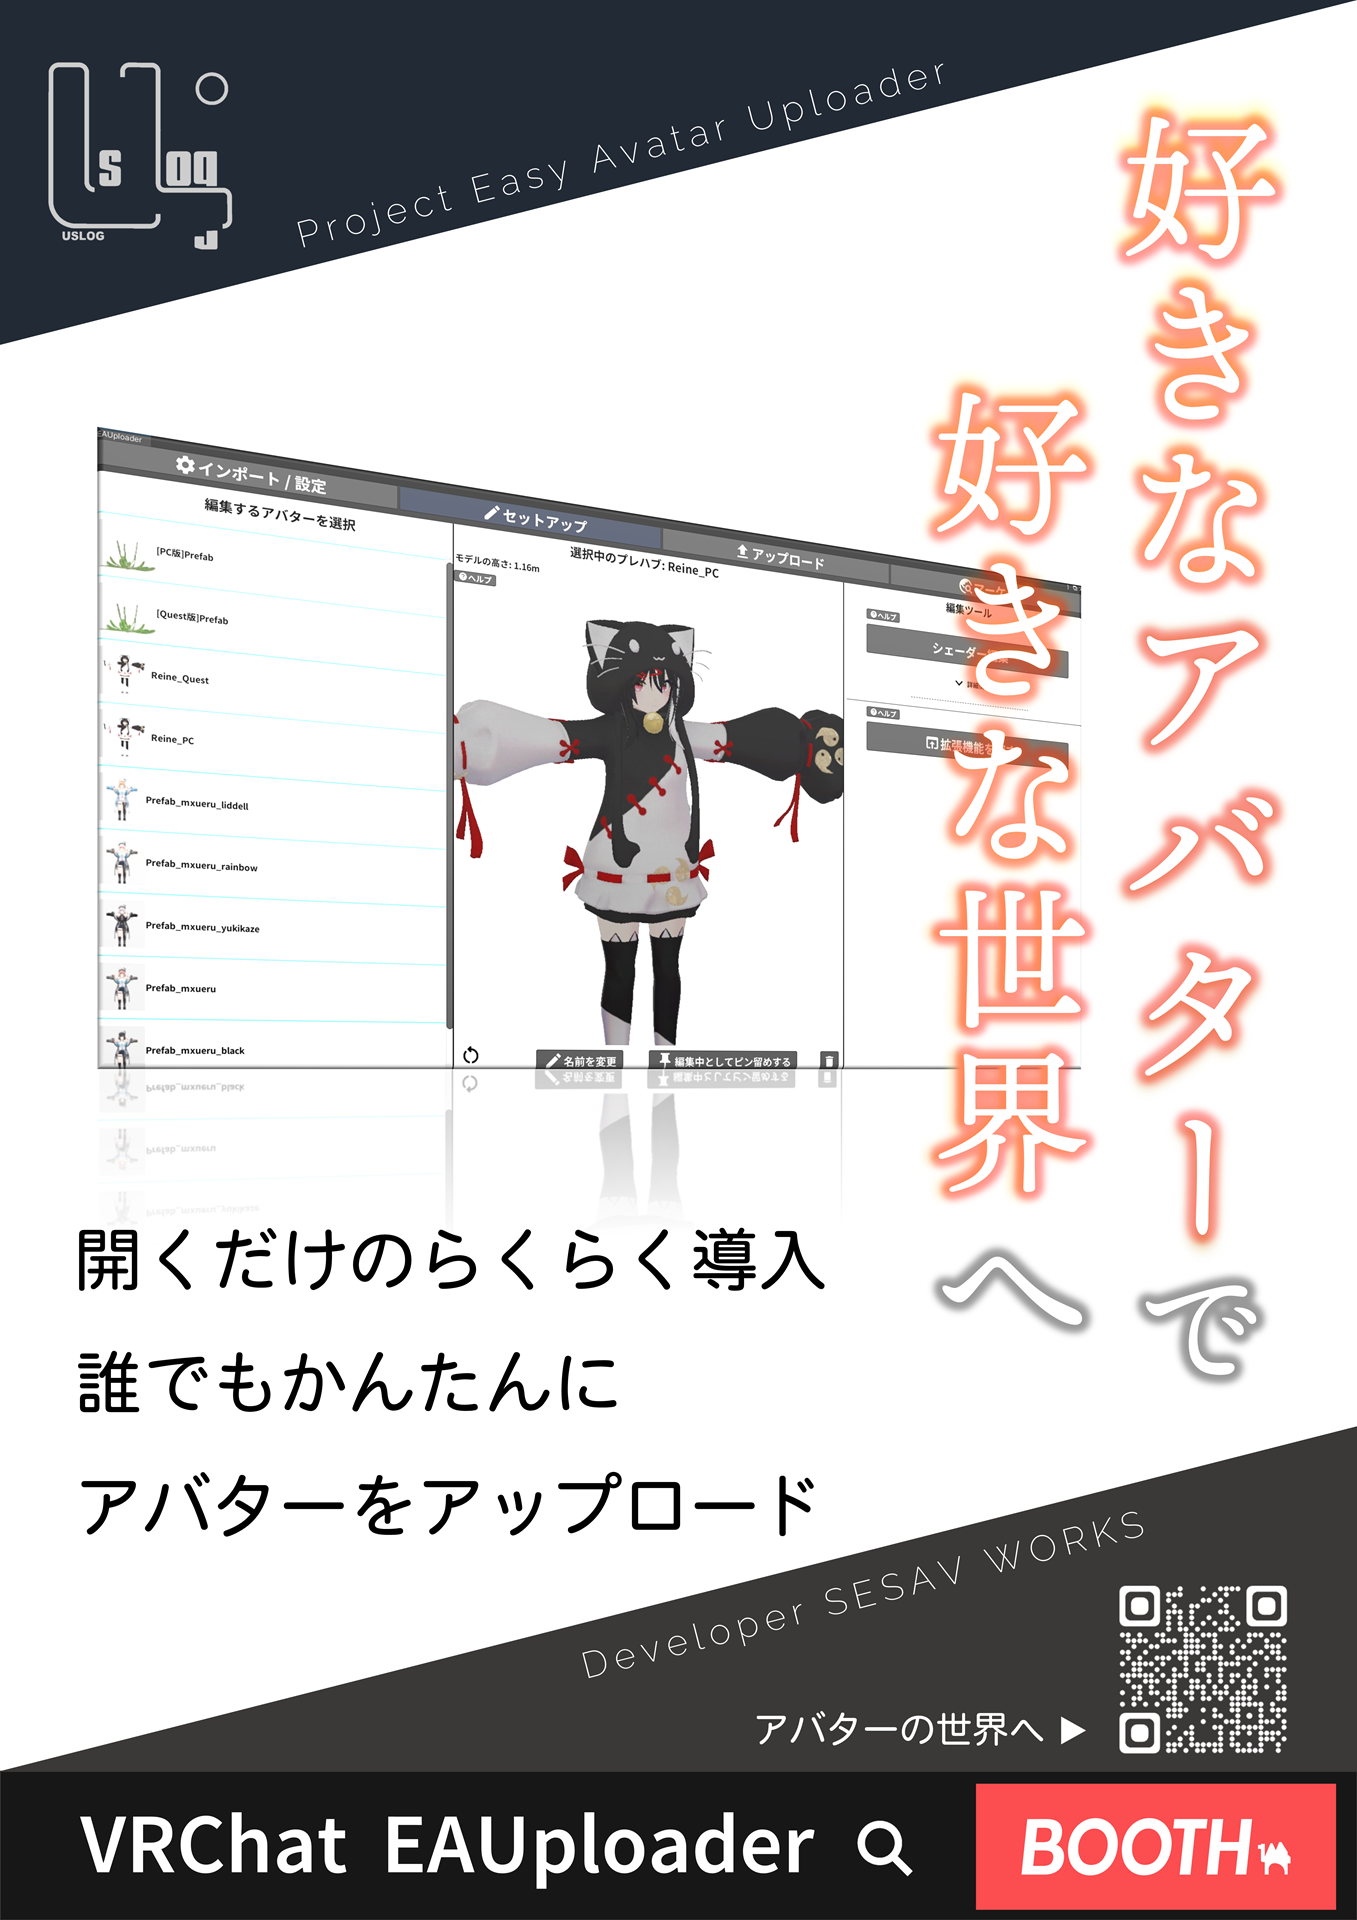 Us log J
USLOG
Project Easy Avatar Uploader
好きなアバターで
好きな世界へ
EAUploader
インポート / 設定
セットアップ
アップロード
編集するアバターを選択
[PC版]Prefab
[Quest版]Prefab
Reine_Quest
Reine_PC
Prefab_mxueru_liddell
Prefab_mxueru_rainbow
Prefab_mxueru_yukikaze
Prefab_mxueru
Prefab_mxueru_black
選択中のプレハブ: Reine_PC
モデルの高さ: 1.16m
ヘルプ
名前を変更
編集中としてピン留めする
編集ツール
ヘルプ
シェーダー
ヘルプ
拡張機能を
開くだけのらくらく導入
誰でもかんたんに
アバターをアップロード
Developer SESAV WORKS
アバターの世界へ ▶
VRChat EAUploader
BOOTH